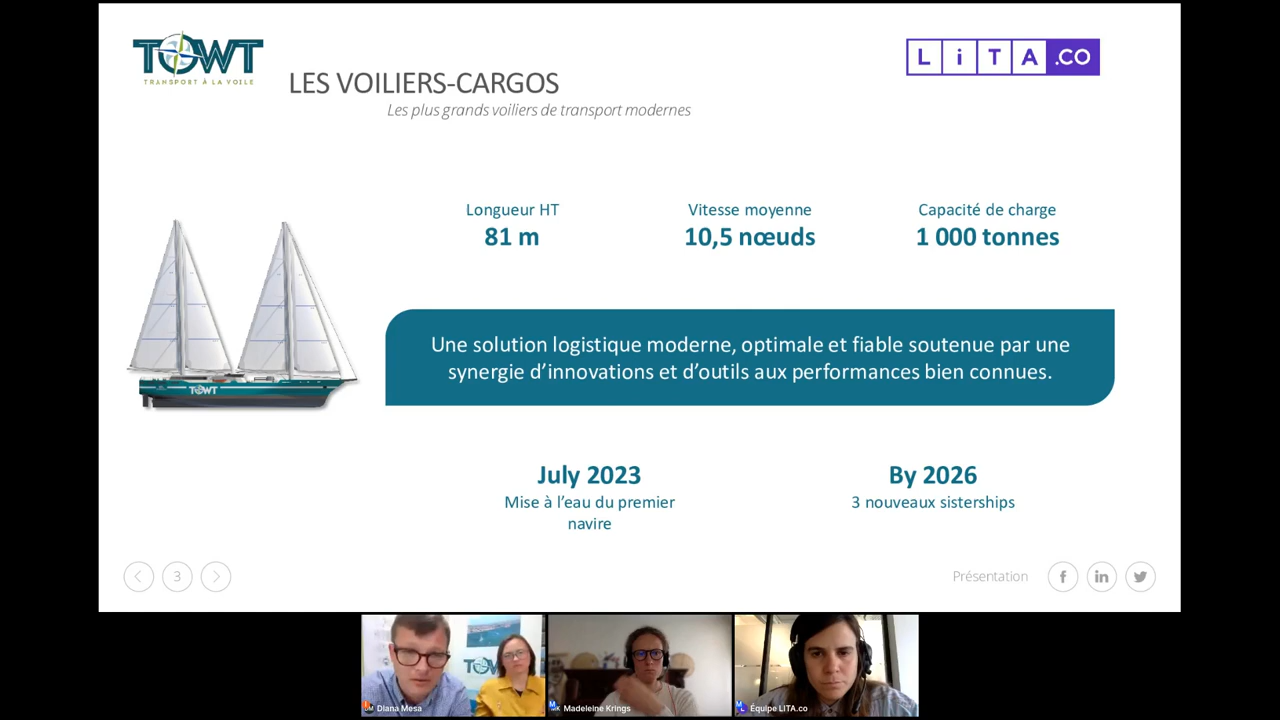 TOWT
TRANSPORT À LA VOILE
LiTA.CO
LES VOILIERS-CARGOS
Les plus grands voiliers de transport modernes
Longueur HT
81 m
Vitesse moyenne
10,5 nœuds
Capacité de charge
1 000 tonnes
Une solution logistique moderne, optimale et fiable soutenue par une
synergie d’innovations et d’outils aux performances bien connues.
TOWT
July 2023
Mise à l’eau du premier
navire
By 2026
3 nouveaux sisterships
3
Présentation
f
in
TOWT
Diana Mesa
Madeleine Krings
Équipe LITA.co